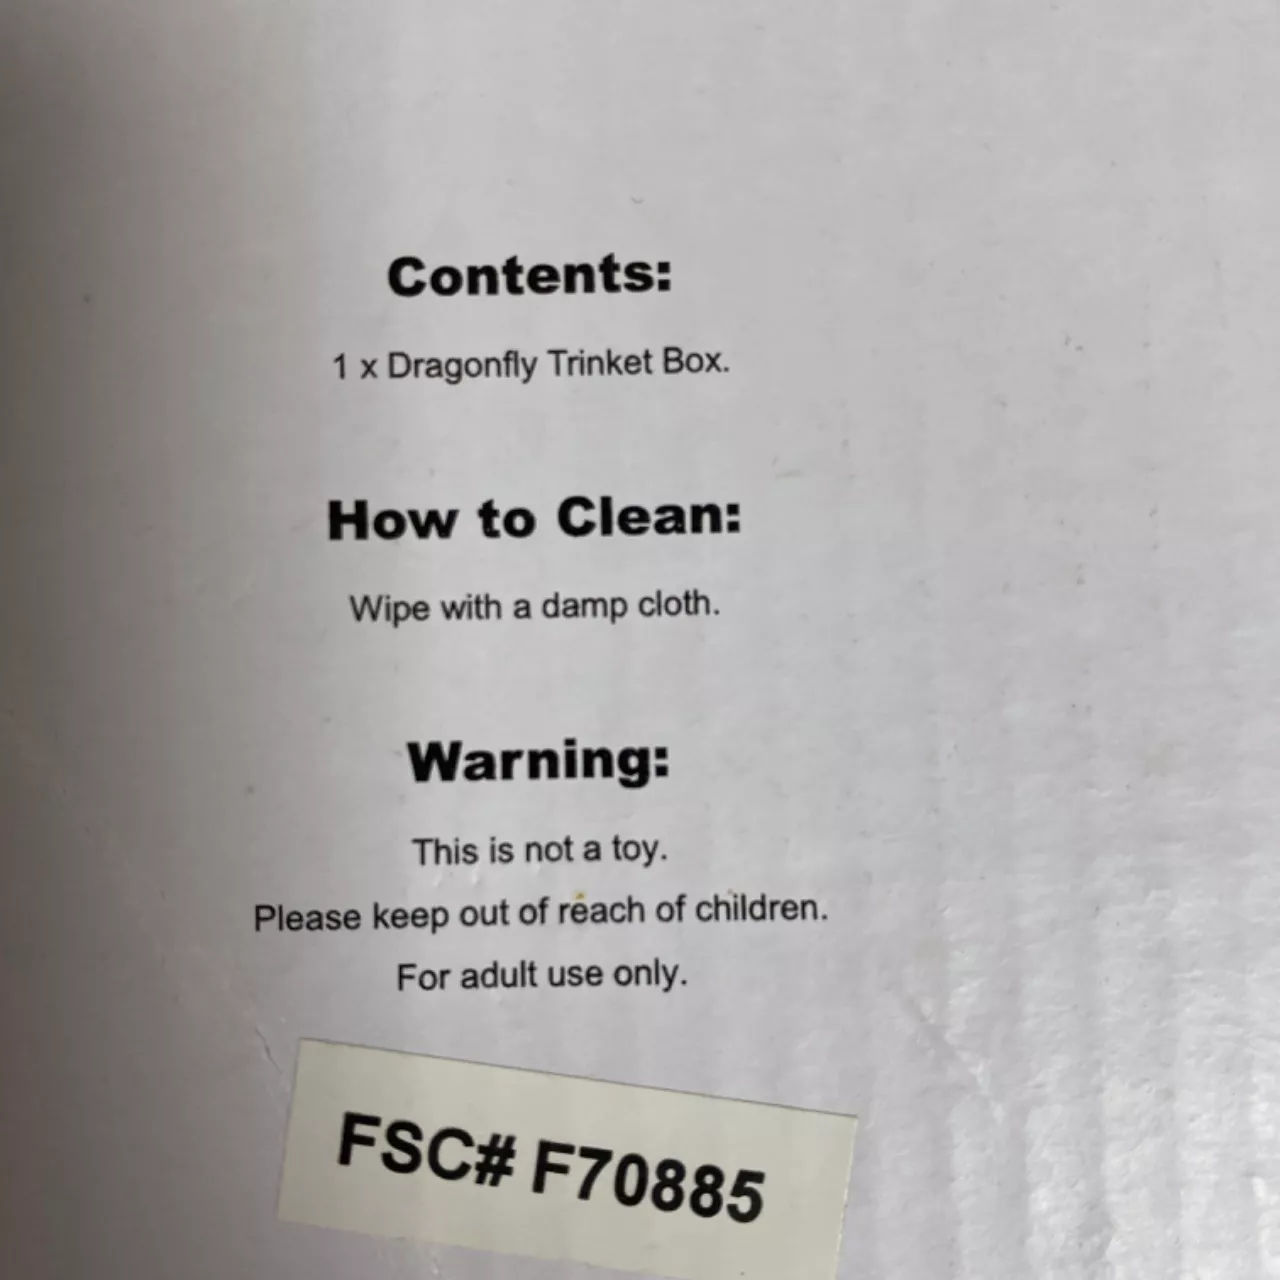 Contents:
1 x Dragonfly Trinket Box.
How to Clean:
Wipe with a damp cloth.
Warning:
This is not a toy.
Please keep out of reach of children.
For adult use only.
FSC# F70885